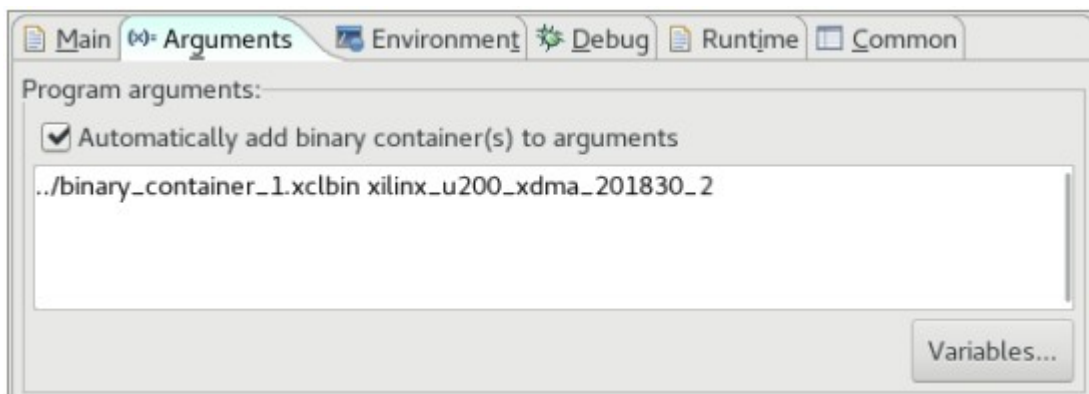 Main (x)= Arguments Environment Debug Runtime Common
Program arguments:
Automatically add binary container(s) to arguments
../binary_container_1.xclbin xilinx_u200_xdma_201830_2
Variables...